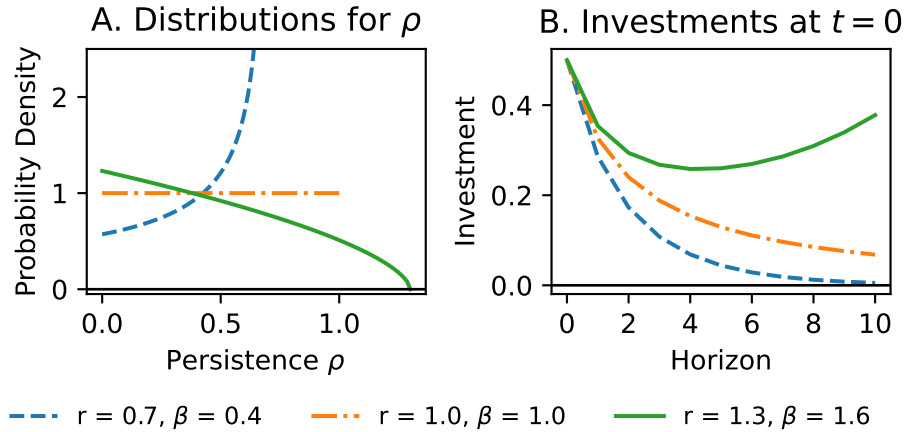 A. Distributions for ρ
B. Investments at t = 0
Probability Density
2
1
0
0.0 0.5 1.0
Persistence ρ
Investment
0.4
0.2
0.0
0 2 4 6 8 10
Horizon
r = 0.7, β = 0.4
r = 1.0, β = 1.0
r = 1.3, β = 1.6